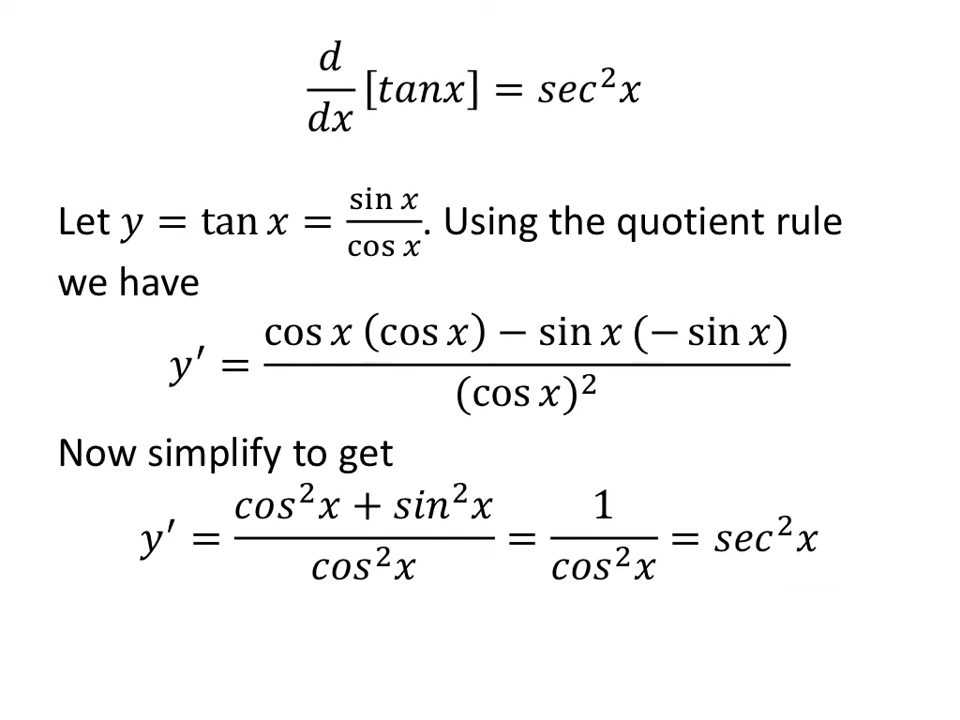 d/dx [tanx] = sec²x
Let y = tan x = sin x / cos x. Using the quotient rule
we have
y′ = cos x (cos x) − sin x (− sin x) / (cos x)²
Now simplify to get
y′ = cos²x + sin²x / cos²x = 1 / cos²x = sec²x